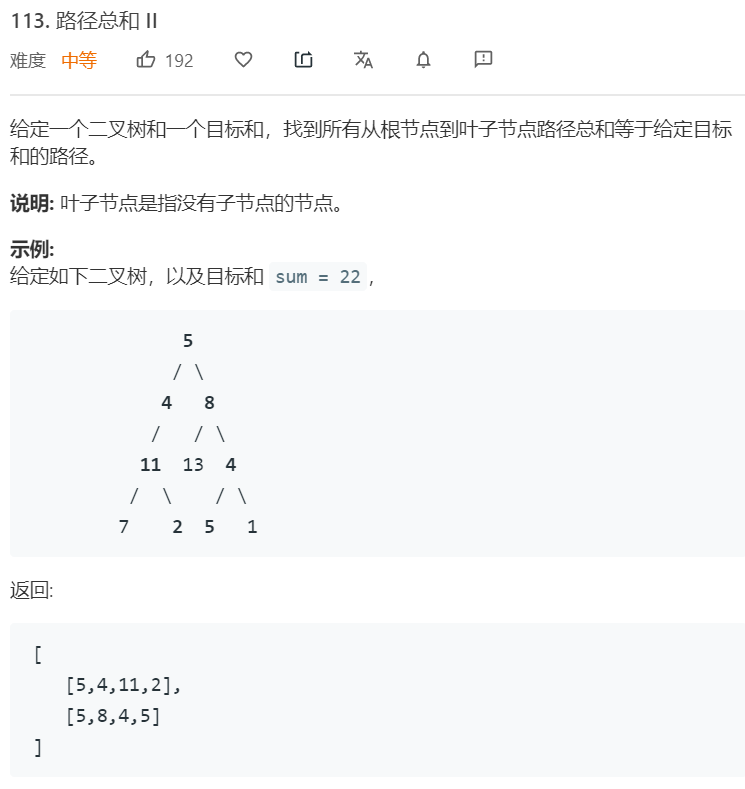 113. 路径总和 II
难度 中等 192
给定一个二叉树和一个目标和，找到所有从根节点到叶子节点路径总和等于给定目标
和的路径。
说明: 叶子节点是指没有子节点的节点。
示例:
给定如下二叉树，以及目标和 sum = 22，
5
/ \
4 8
/ / \
11 13 4
/ \ / \
7 2 5 1
返回:
[
[5,4,11,2],
[5,8,4,5]
]